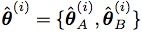 θ̂^(i) = {θ̂_A^(i), θ̂_B^(i)}